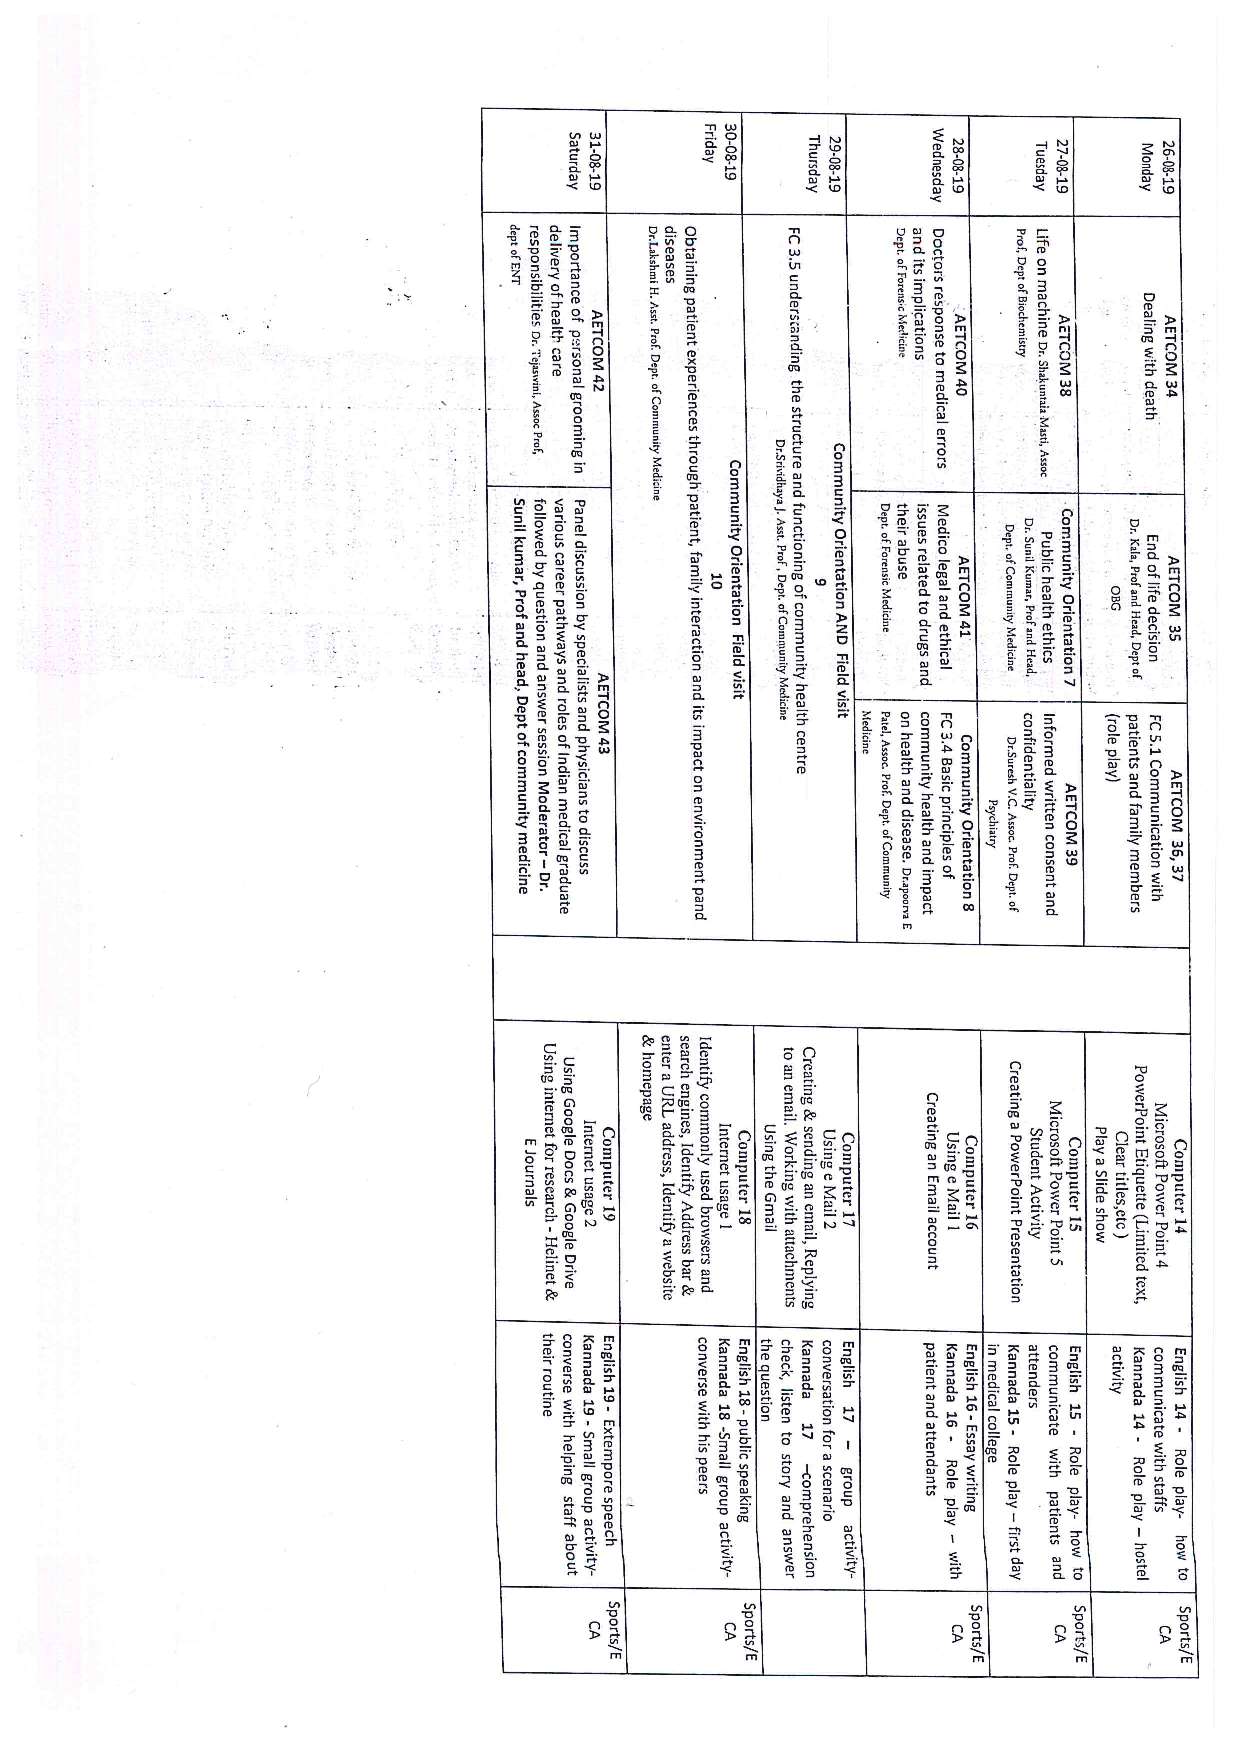 26-08-19
Monday
AETCOM 34
Dealing with death
AETCOM 35
End of life decision
Dr. Kala, Prof and Head, Dept of
OBG
AETCOM 36, 37
FC 5.1 Communication with
patients and family members
(role play)
Computer 14
Microsoft Power Point 4
PowerPoint Etiquette (Limited text,
Clear titles,etc )
Play a Slide show
English 14 - Role play- how to
communicate with staffs
Kannada 14 - Role play – hostel
activity
Sports/E
CA
27-08-19
Tuesday
AETCOM 38
Life on machine Dr. Shakuntala Masti, Assoc
Prof, Dept of Biochemistry
Community Orientation 7
Public health ethics
Dr. Sunil Kumar, Prof and Head,
Dept. of Community Medicine
AETCOM 39
Informed written consent and
confidentiality
Dr.Suresh V.C. Assoc. Prof. Dept. of
Psychiatry
Computer 15
Microsoft Power Point 5
Student Activity
Creating a PowerPoint Presentation
English 15 - Role play- how to
communicate with patients and
attenders
Kannada 15 - Role play – first day
in medical college
Sports/E
CA
28-08-19
Wednesday
AETCOM 40
Doctors response to medical errors
and its implications
Dept. of Forensic Medicine
AETCOM 41
Medico legal and ethical
issues related to drugs and
their abuse
Dept. of Forensic Medicine
Community Orientation 8
FC 3.4 Basic principles of
community health and impact
on health and disease. Dr.apoorva E
Patel, Assoc. Prof. Dept. of Community
Medicine
Computer 16
Using e Mail 1
Creating an Email account
English 16 - Essay writing
Kannada 16 - Role play – with
patient and attendants
Sports/E
CA
29-08-19
Thursday
Community Orientation AND Field visit
9
FC 3.5 understanding the structure and functioning of community health centre
Dr.Srividhaya J. Asst. Prof , Dept. of Community Medicine
Computer 17
Using e Mail 2
Creating & sending an email, Replying
to an email. Working with attachments
Using the Gmail
English 17 – group activity-
conversation for a scenario
Kannada 17 –comprehension
check, listen to story and answer
the question
30-08-19
Friday
Community Orientation Field visit
10
Obtaining patient experiences through patient, family interaction and its impact on environment pand
diseases
Dr.Lakshmi H. Asst. Prof. Dept. of Community Medicine
Computer 18
Internet usage 1
Identify commonly used browsers and
search engines, Identify Address bar &
enter a URL address, Identify a website
& homepage
English 18 - public speaking
Kannada 18 -Small group activity-
converse with his peers
Sports/E
CA
31-08-19
Saturday
AETCOM 42
Importance of personal grooming in
delivery of health care
responsibilities Dr. Tejaswini, Assoc Prof,
dept of ENT
AETCOM 43
Panel discussion by specialists and physicians to discuss
various career pathways and roles of Indian medical graduate
followed by question and answer session Moderator – Dr.
Sunil kumar, Prof and head, Dept of community medicine
Computer 19
Internet usage 2
Using Google Docs & Google Drive
Using internet for research - Helinet &
E Journals
English 19 - Extempore speech
Kannada 19 - Small group activity-
converse with helping staff about
their routine
Sports/E
CA